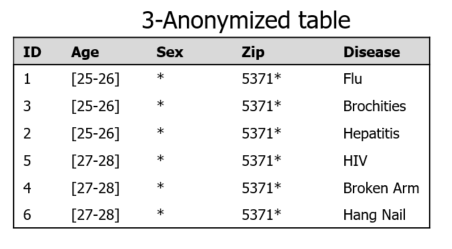 3-Anonymized table
ID Age Sex Zip Disease
1 [25-26] * 5371* Flu
3 [25-26] * 5371* Brochities
2 [25-26] * 5371* Hepatitis
5 [27-28] * 5371* HIV
4 [27-28] * 5371* Broken Arm
6 [27-28] * 5371* Hang Nail